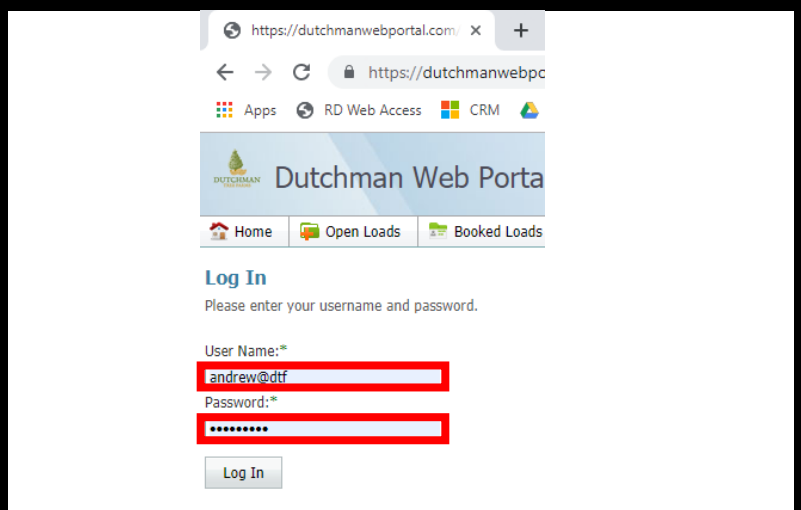 https://dutchmanwebportal.com/
https://dutchmanwebpo
Apps RD Web Access CRM
DUTCHMAN
Dutchman Web Porta
Home Open Loads Booked Loads
Log In
Please enter your username and password.
User Name:*
andrew@dtf
Password:*
•••••••••
Log In